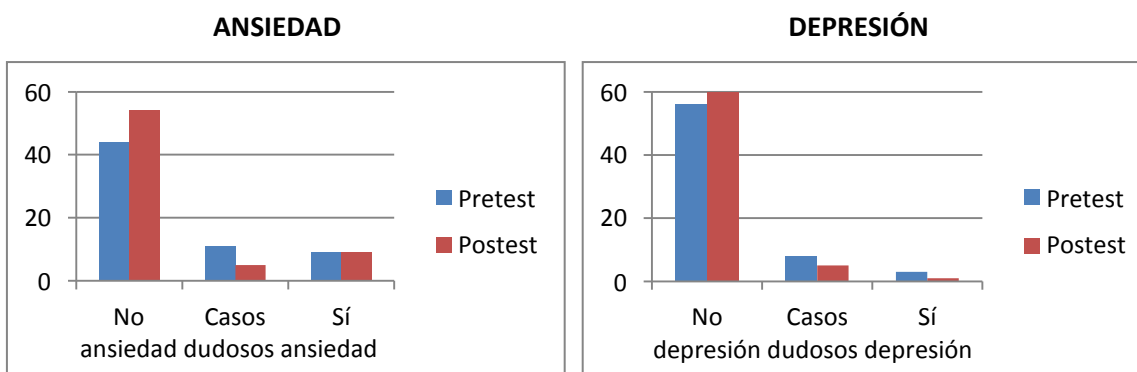 ANSIEDAD
60
40
20
0
No
ansiedad
Casos
dudosos
Sí
ansiedad
Pretest
Postest
DEPRESIÓN
60
40
20
0
No
depresión
Casos
dudosos
Sí
depresión
Pretest
Postest